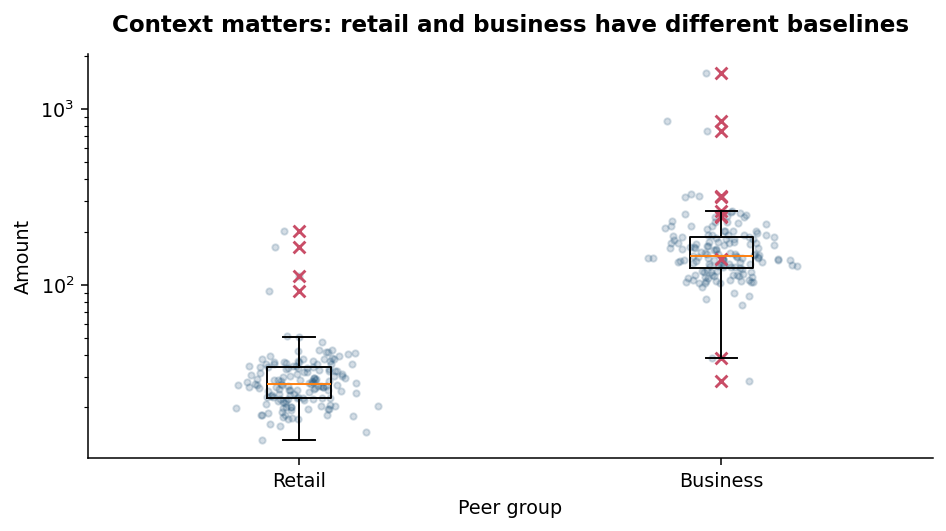 Context matters: retail and business have different baselines
10³
10²
Amount
Retail
Business
Peer group